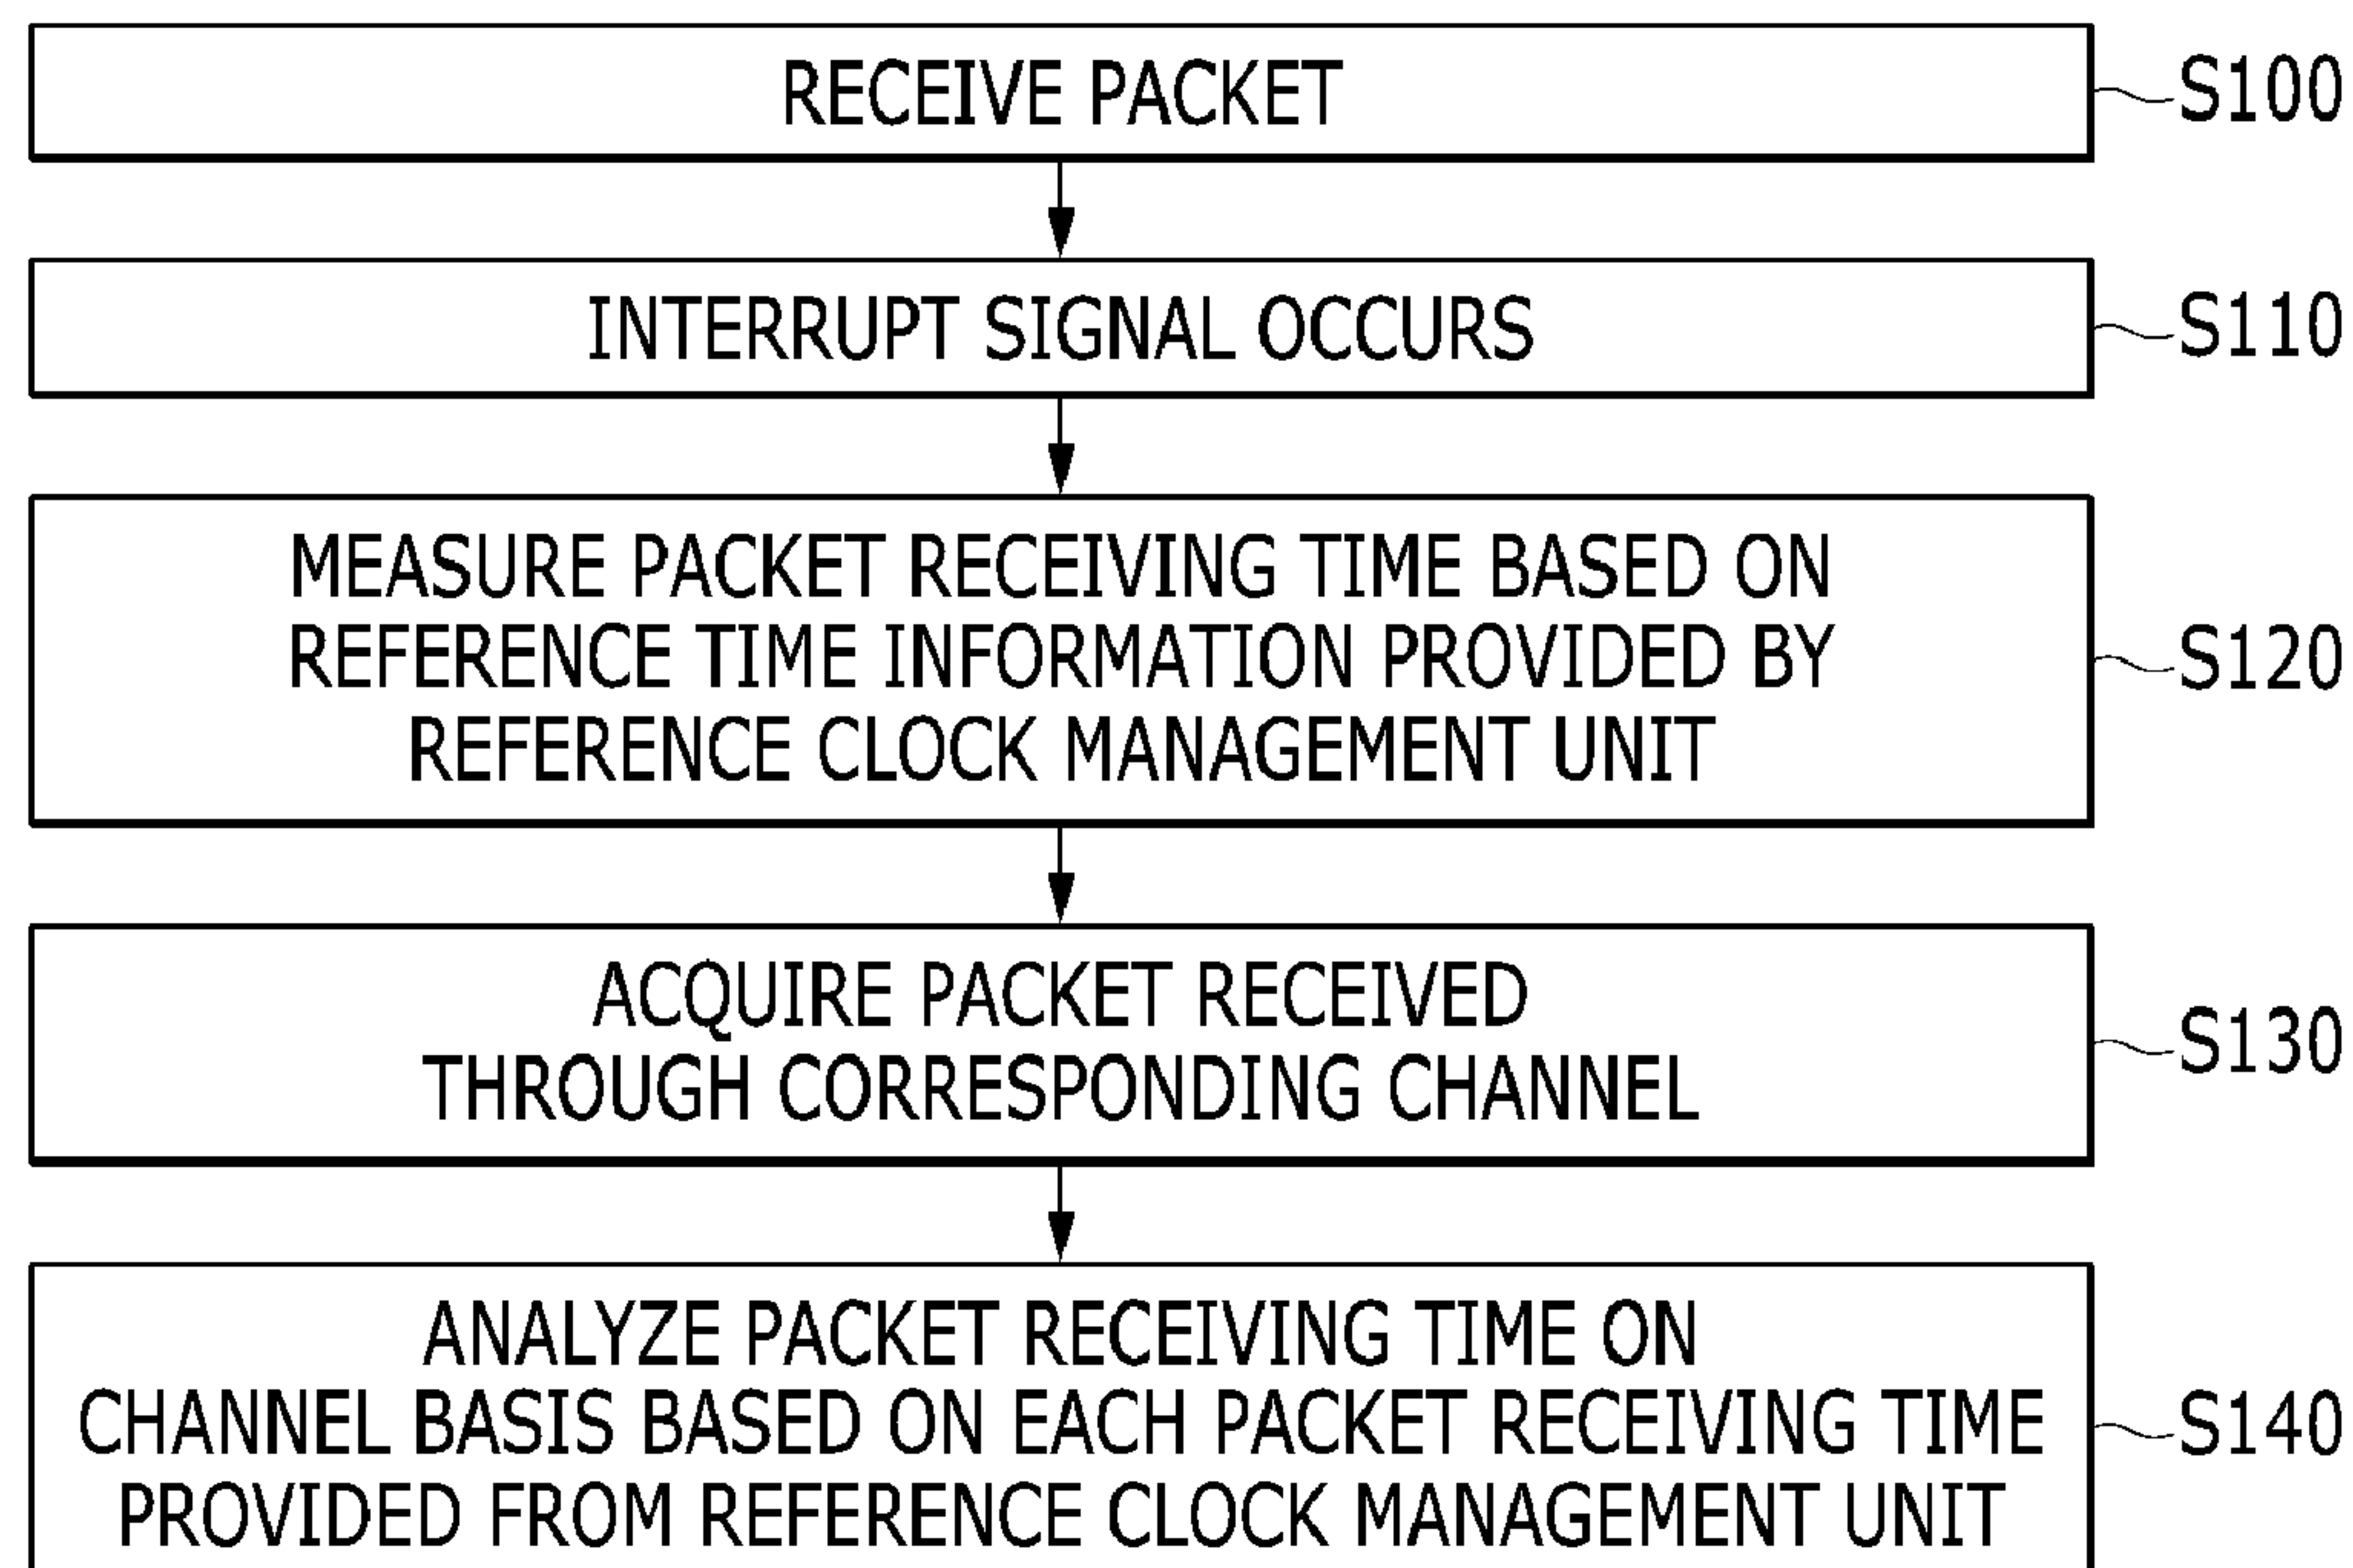 RECEIVE PACKET
S100
INTERRUPT SIGNAL OCCURS
S110
MEASURE PACKET RECEIVING TIME BASED ON
REFERENCE TIME INFORMATION PROVIDED BY
REFERENCE CLOCK MANAGEMENT UNIT
S120
ACQUIRE PACKET RECEIVED
THROUGH CORRESPONDING CHANNEL
S130
ANALYZE PACKET RECEIVING TIME ON
CHANNEL BASIS BASED ON EACH PACKET RECEIVING TIME
PROVIDED FROM REFERENCE CLOCK MANAGEMENT UNIT
S140